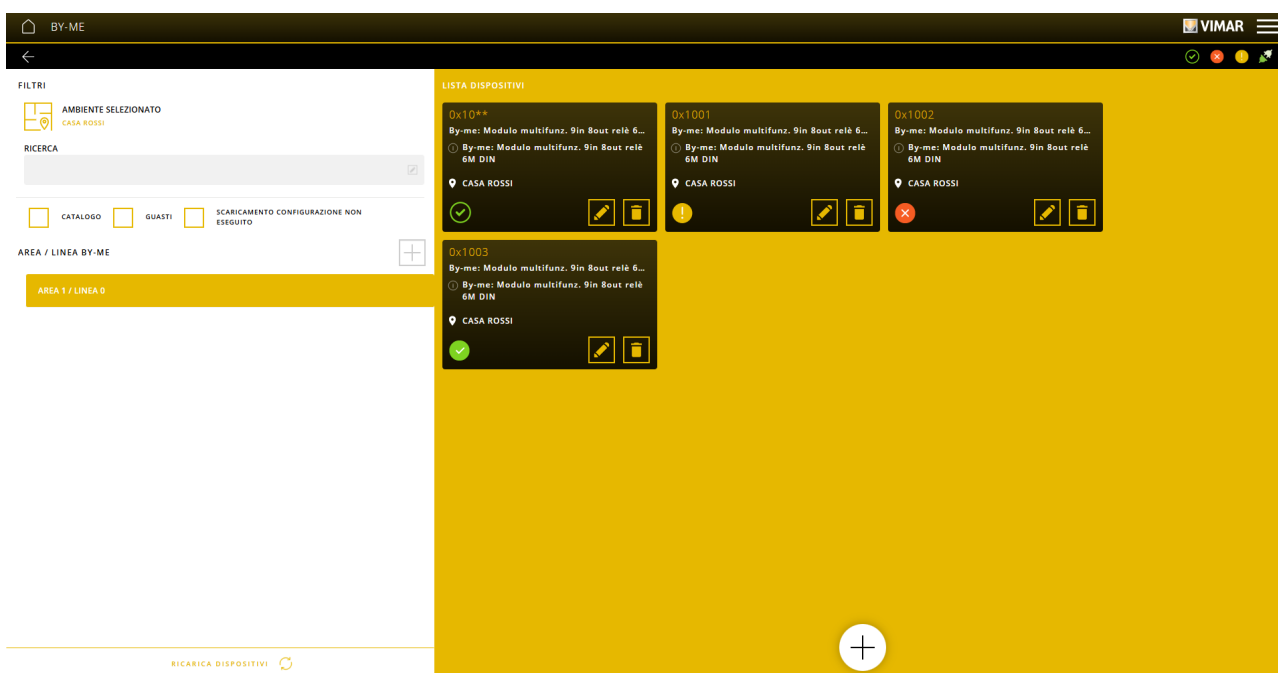 BY-ME
VIMAR
FILTRI
AMBIENTE SELEZIONATO
CASA ROSSI
RICERCA
CATALOGO
GUASTI
SCARICAMENTO CONFIGURAZIONE NON
ESEGUITO
AREA / LINEA BY-ME
AREA 1 / LINEA 0
RICARICA DISPOSITIVI
LISTA DISPOSITIVI
0x10**
By-me: Modulo multifunz. 9in 8out relè 6...
By-me: Modulo multifunz. 9in 8out relè
6M DIN
CASA ROSSI
0x1001
By-me: Modulo multifunz. 9in 8out relè 6...
By-me: Modulo multifunz. 9in 8out relè
6M DIN
CASA ROSSI
0x1002
By-me: Modulo multifunz. 9in 8out relè 6...
By-me: Modulo multifunz. 9in 8out relè
6M DIN
CASA ROSSI
0x1003
By-me: Modulo multifunz. 9in 8out relè 6...
By-me: Modulo multifunz. 9in 8out relè
6M DIN
CASA ROSSI